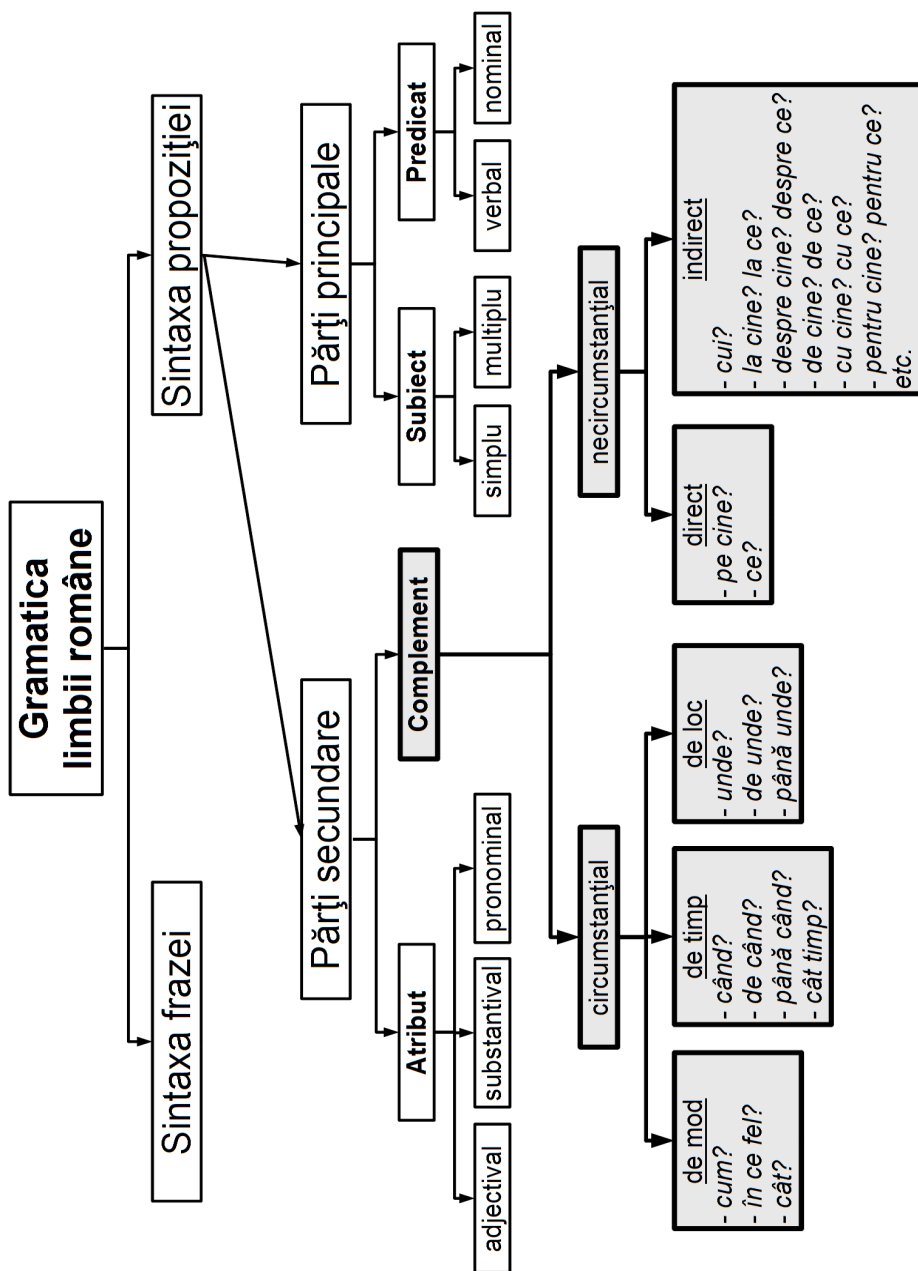 Gramatica
limbii române
Sintaxa frazei
Sintaxa propoziţiei
Părţi secundare
Părţi principale
Atribut
Complement
Subiect
Predicat
adjectival
substantival
pronominal
simplu
multiplu
verbal
nominal
circumstanţial
necircumstanţial
de mod
- cum?
- în ce fel?
- cât?
de timp
- când?
- de când?
- până când?
- cât timp?
de loc
- unde?
- de unde?
- până unde?
direct
- pe cine?
- ce?
indirect
- cui?
- la cine? la ce?
- despre cine? despre ce?
- de cine? de ce?
- cu cine? cu ce?
- pentru cine? pentru ce?
etc.